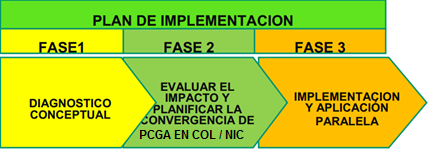 PLAN DE IMPLEMENTACION
FASE1
FASE 2
FASE 3
DIAGNOSTICO
CONCEPTUAL
EVALUAR EL
IMPACTO Y
PLANIFICAR LA
CONVERGENCIA DE
PCGA EN COL / NIC
IMPLEMENTACION
Y APLICACIÓN
PARALELA